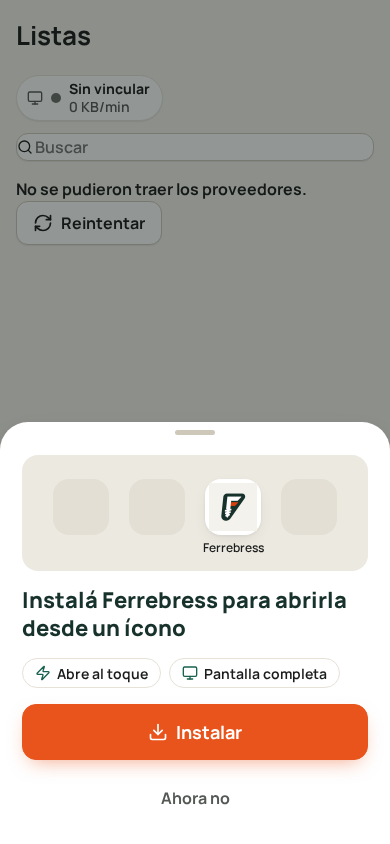 Listas
Sin vincular
0 KB/min
Buscar
No se pudieron traer los proveedores.
Reintentar
Ferrebress
Instalá Ferrebress para abrirla
desde un ícono
Abre al toque
Pantalla completa
Instalar
Ahora no